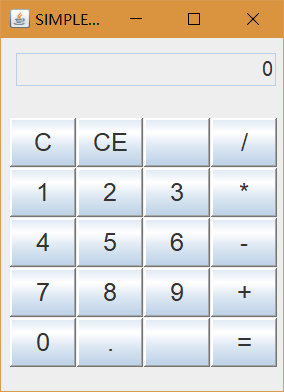 SIMPLE...
0
C CE /
1 2 3 *
4 5 6 -
7 8 9 +
0 . =